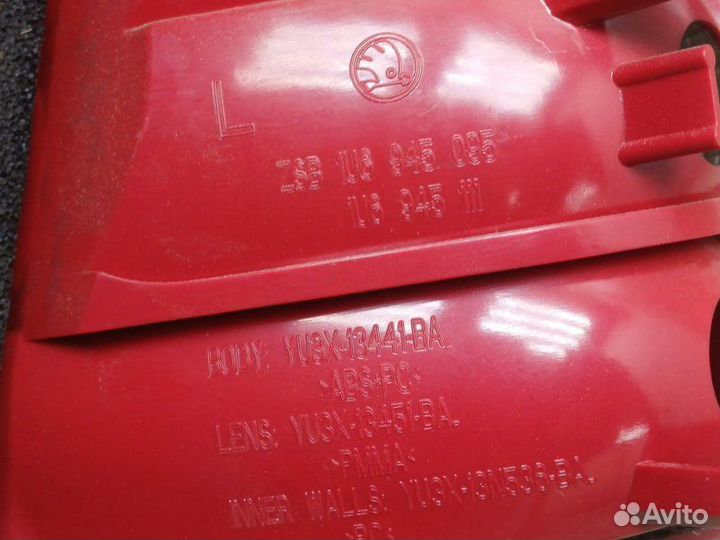 L
ZSB 1U6 945 095
1U6 945 111
BODY: YU3X-13441-BA.
>ABS+PC<
LENS: YU3X-13451-BA.
>PMMA<
INNER WALLS: YU3X-13N536-BA.
>PC<
Avito